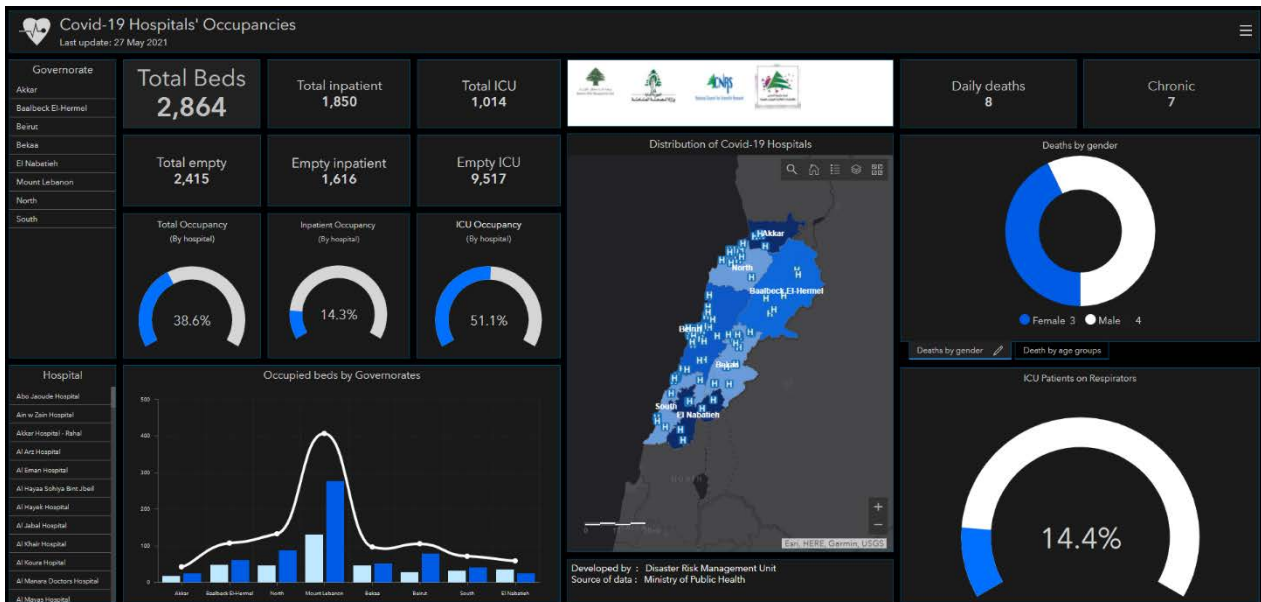 Covid-19 Hospitals' Occupancies
Last update: 27 May 2021
Governorate
Akkar
Baalbeck El-Hermel
Beirut
Bekaa
El Nabatieh
Mount Lebanon
North
South
Total Beds
2,864
Total inpatient
1,850
Total ICU
1,014
Total empty
2,415
Empty inpatient
1,616
Empty ICU
9,517
Total Occupancy
(By hospital)
38.6%
Inpatient Occupancy
(By hospital)
14.3%
ICU Occupancy
(By hospital)
51.1%
Hospital
Abo Jaoude Hospital
Ain w Zein Hospital
Akkar Hospital - Rahal
Al Arz Hospital
Al Eman Hospital
Al Hayaa Sohiya Bint Jbeil
Al Hayek Hospital
Al Jabal Hospital
Al Khair Hospital
Al Koura Hopital
Al Manara Doctors Hospital
Al Mayas Hospital
Occupied beds by Governorates
500
400
300
200
100
0
Akkar
Baalbeck El-Hermel
North
Mount Lebanon
Bekaa
Beirut
South
El Nabatieh
CNRS
Distribution of Covid-19 Hospitals
Akkar
North
Baalbeck El-Hermel
South
El Nabatieh
Esri, HERE, Garmin, USGS
Developed by : Disaster Risk Management Unit
Source of data : Ministry of Public Health
Daily deaths
8
Chronic
7
Deaths by gender
Female 3
Male 4
Deaths by gender
Death by age groups
ICU Patients on Respirators
14.4%